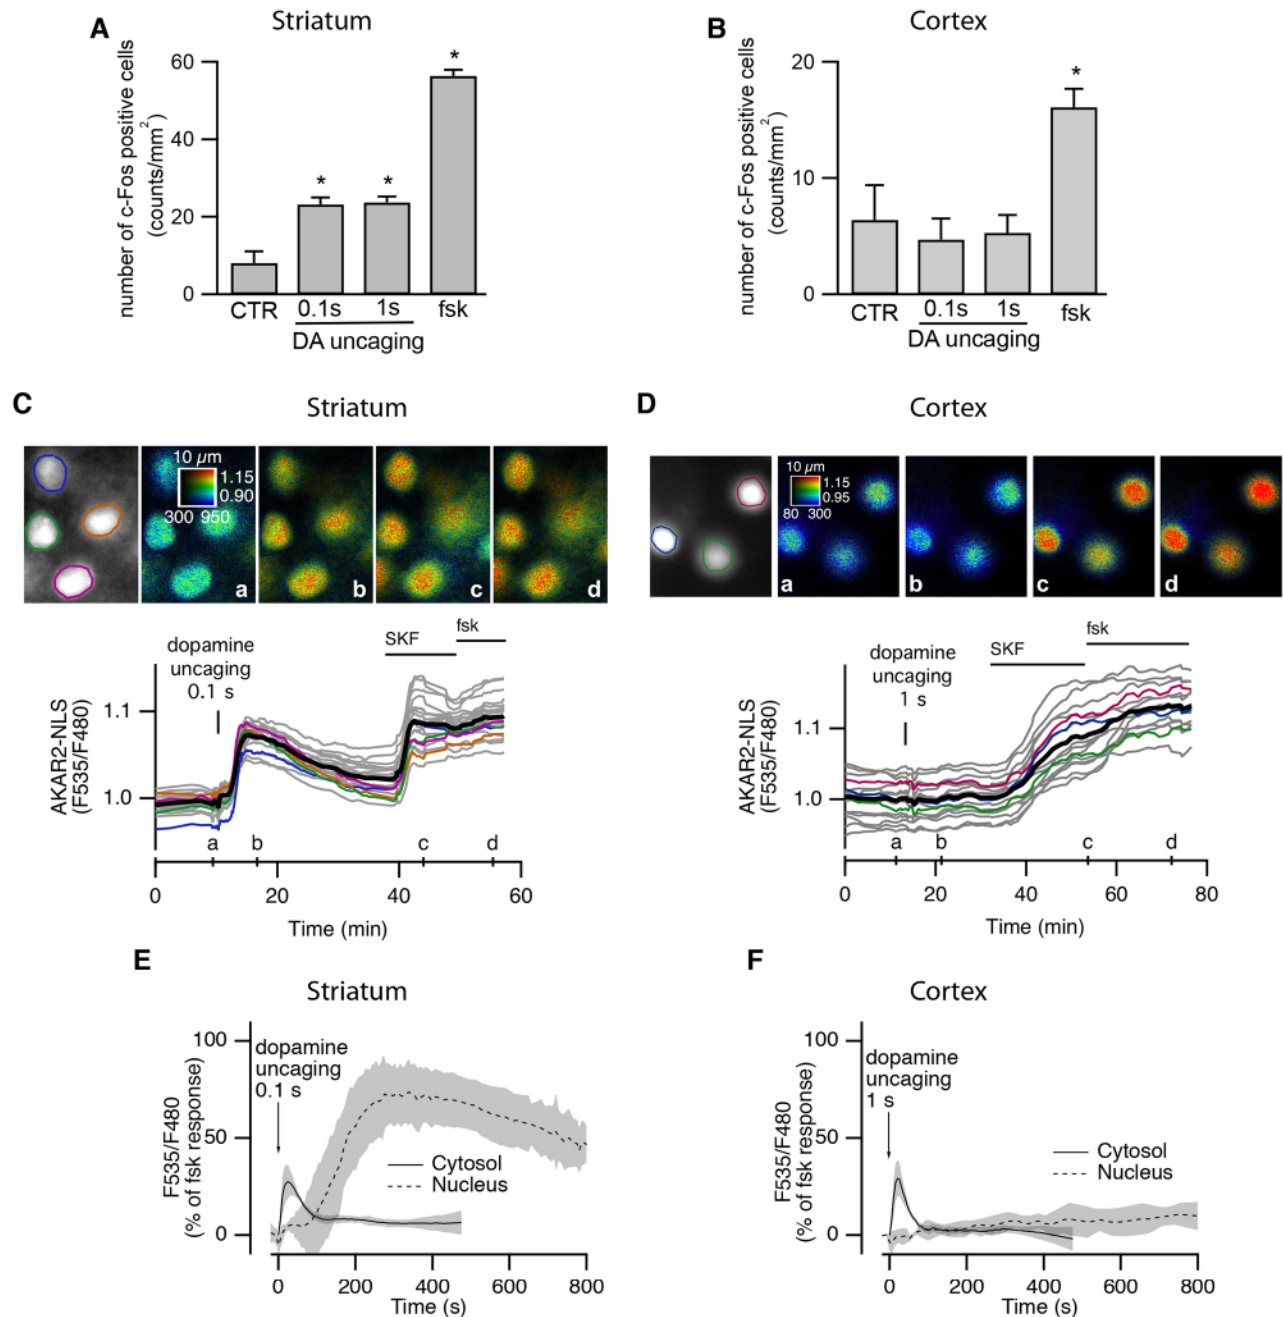 A
Striatum
number of c-Fos positive cells
(counts/mm2)
60
40
20
0
*
*
*
CTR
0.1s
1s
fsk
DA uncaging
B
Cortex
number of c-Fos positive cells
(counts/mm2)
20
10
0
*
CTR
0.1s
1s
fsk
DA uncaging
C
Striatum
10 µm
1.15
0.90
300 950
a
b
c
d
dopamine
uncaging
0.1 s
SKF
fsk
AKAR2-NLS
(F535/F480)
1.1
1.0
a
b
c
d
0
20
40
60
Time (min)
D
Cortex
10 µm
1.15
0.95
80 300
a
b
c
d
dopamine
uncaging
1 s
SKF
fsk
AKAR2-NLS
(F535/F480)
1.1
1.0
a
b
c
d
0
20
40
60
80
Time (min)
E
Striatum
F535/F480
(% of fsk response)
100
50
0
dopamine
uncaging
0.1 s
Cytosol
Nucleus
0
200
400
600
800
Time (s)
F
Cortex
F535/F480
(% of fsk response)
100
50
0
dopamine
uncaging
1 s
Cytosol
Nucleus
0
200
400
600
800
Time (s)